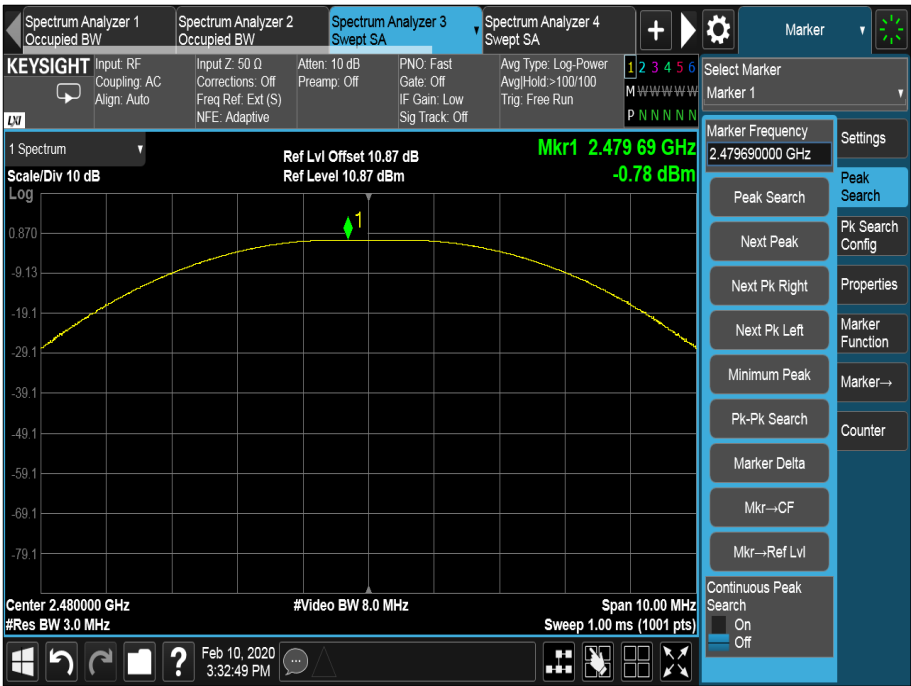 Spectrum Analyzer 1
Occupied BW
Spectrum Analyzer 2
Occupied BW
Spectrum Analyzer 3
Swept SA
Spectrum Analyzer 4
Swept SA
+
Marker
KEYSIGHT
LXI
Input: RF
Coupling: AC
Align: Auto
Input Z: 50 Ω
Corrections: Off
Freq Ref: Ext (S)
NFE: Adaptive
Atten: 10 dB
Preamp: Off
PNO: Fast
Gate: Off
IF Gain: Low
Sig Track: Off
Avg Type: Log-Power
Avg|Hold:>100/100
Trig: Free Run
1 2 3 4 5 6
M W W W W W
P N N N N N
Select Marker
Marker 1
1 Spectrum
Scale/Div 10 dB
Log
Ref Lvl Offset 10.87 dB
Ref Level 10.87 dBm
Mkr1 2.479 69 GHz
-0.78 dBm
1
0.870
-9.13
-19.1
-29.1
-39.1
-49.1
-59.1
-69.1
-79.1
Center 2.480000 GHz
#Res BW 3.0 MHz
#Video BW 8.0 MHz
Span 10.00 MHz
Sweep 1.00 ms (1001 pts)
Marker Frequency
2.479690000 GHz
Peak Search
Next Peak
Next Pk Right
Next Pk Left
Minimum Peak
Pk-Pk Search
Marker Delta
Mkr→CF
Mkr→Ref Lvl
Continuous Peak
Search
On
Off
Settings
Peak
Search
Pk Search
Config
Properties
Marker
Function
Marker→
Counter
?
Feb 10, 2020
3:32:49 PM